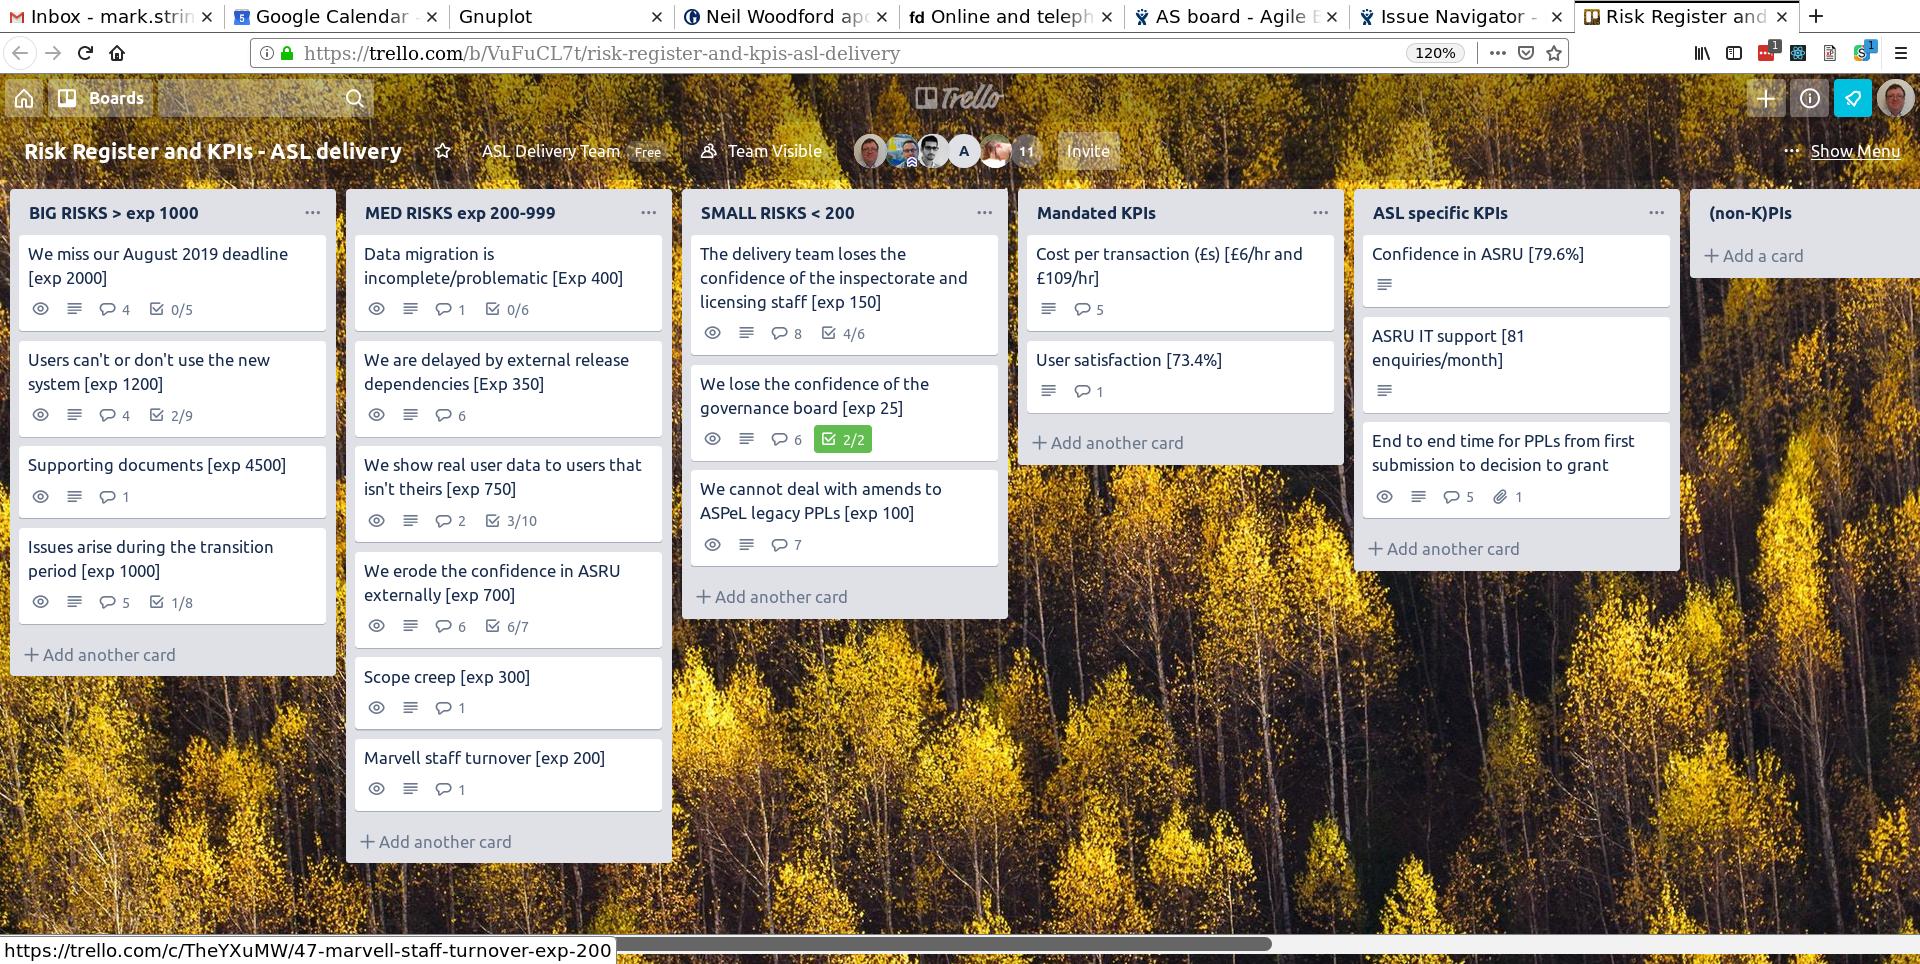 Inbox - mark.strin
Google Calendar -
Gnuplot
Neil Woodford apo
fd Online and teleph
AS board - Agile B
Issue Navigator -
Risk Register and
https://trello.com/b/VuFuCL7t/risk-register-and-kpis-asl-delivery
120%
1
1
Boards
Trello
Risk Register and KPIs - ASL delivery
ASL Delivery Team Free
Team Visible
A
11
Invite
Show Menu
BIG RISKS > exp 1000
We miss our August 2019 deadline
[exp 2000]
4 0/5
Users can't or don't use the new
system [exp 1200]
4 2/9
Supporting documents [exp 4500]
1
Issues arise during the transition
period [exp 1000]
5 1/8
Add another card
MED RISKS exp 200-999
Data migration is
incomplete/problematic [Exp 400]
1 0/6
We are delayed by external release
dependencies [Exp 350]
6
We show real user data to users that
isn't theirs [exp 750]
2 3/10
We erode the confidence in ASRU
externally [exp 700]
6 6/7
Scope creep [exp 300]
1
Marvell staff turnover [exp 200]
1
Add another card
SMALL RISKS < 200
The delivery team loses the
confidence of the inspectorate and
licensing staff [exp 150]
8 4/6
We lose the confidence of the
governance board [exp 25]
6 2/2
We cannot deal with amends to
ASPeL legacy PPLs [exp 100]
7
Add another card
Mandated KPIs
Cost per transaction (£s) [£6/hr and
£109/hr]
5
User satisfaction [73.4%]
1
Add another card
ASL specific KPIs
Confidence in ASRU [79.6%]
ASRU IT support [81
enquiries/month]
End to end time for PPLs from first
submission to decision to grant
5 1
Add another card
(non-K)PIs
Add a card
https://trello.com/c/TheYXuMW/47-marvell-staff-turnover-exp-200